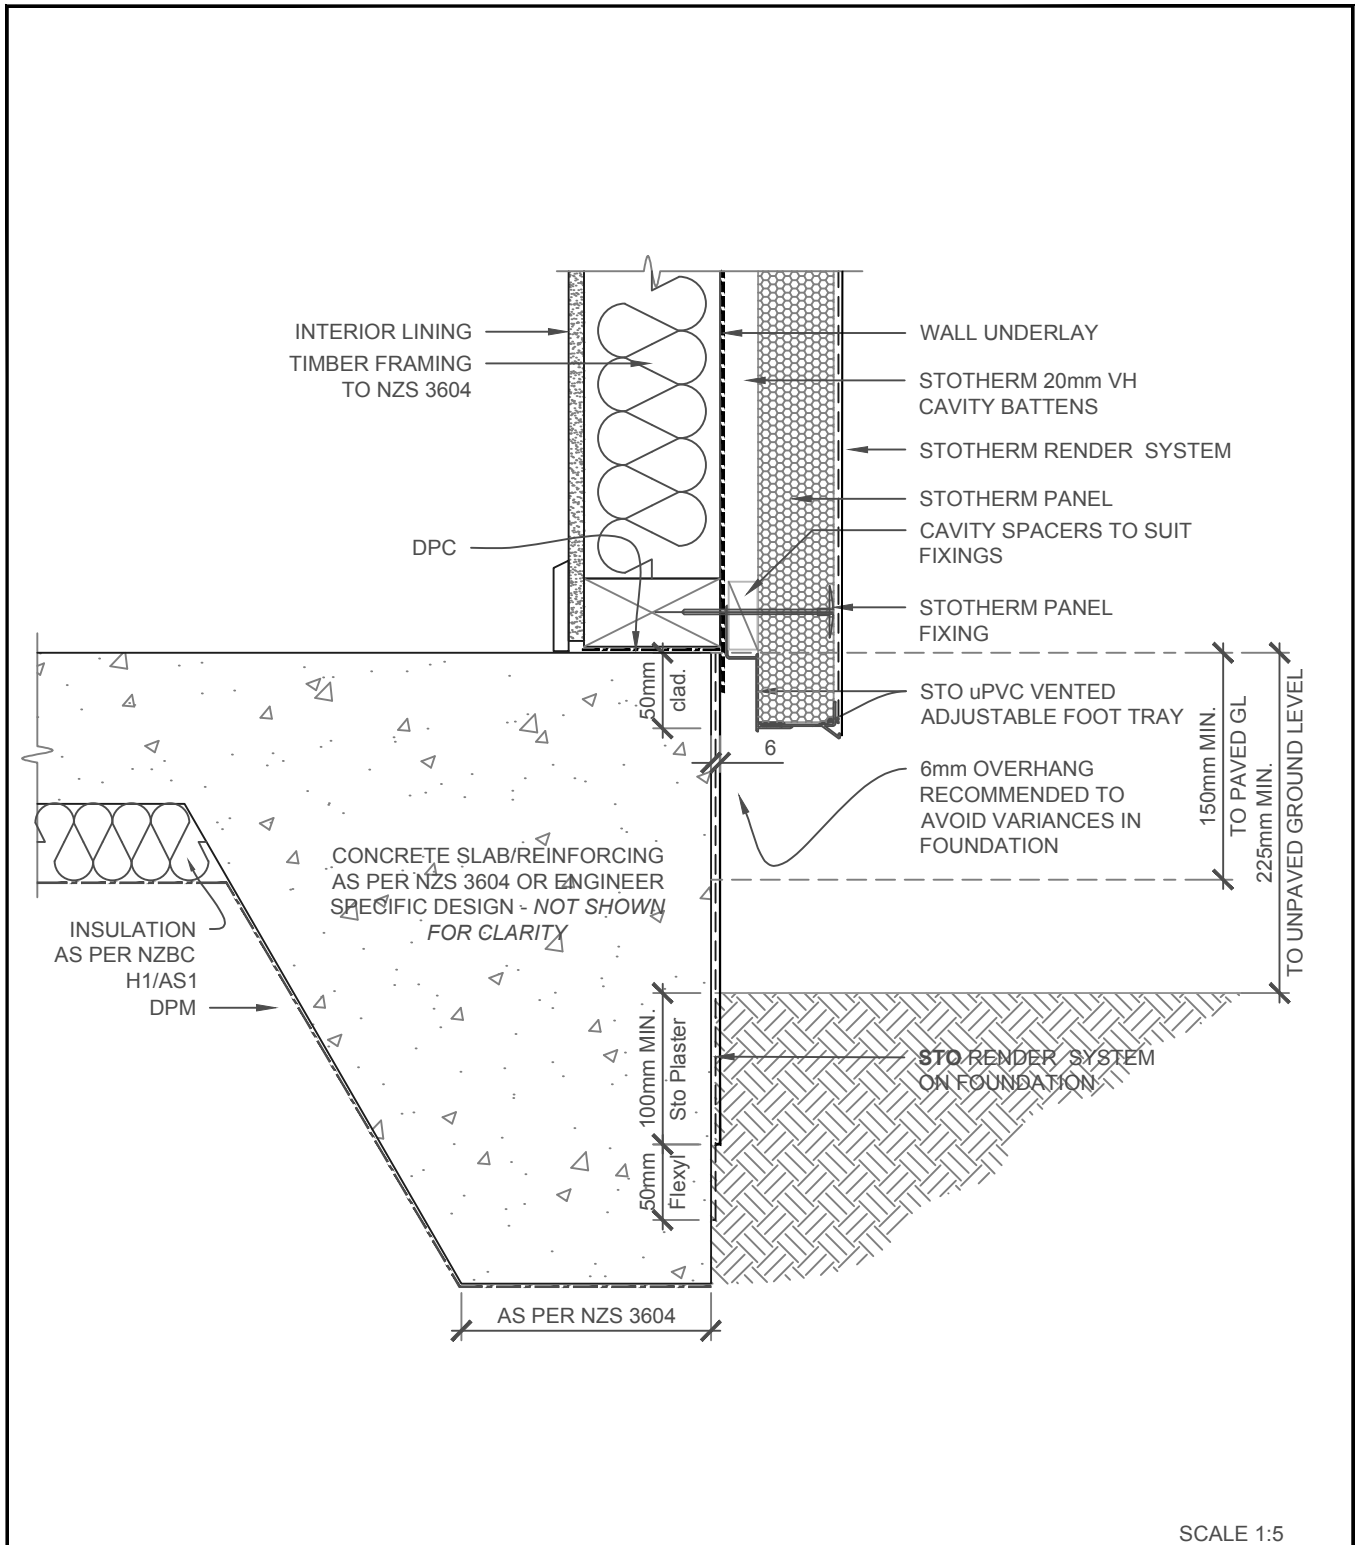 INTERIOR LINING
TIMBER FRAMING
TO NZS 3604
DPC
WALL UNDERLAY
STOTHERM 20mm VH
CAVITY BATTENS
STOTHERM RENDER SYSTEM
STOTHERM PANEL
CAVITY SPACERS TO SUIT
FIXINGS
STOTHERM PANEL
FIXING
STO uPVC VENTED
ADJUSTABLE FOOT TRAY
6mm OVERHANG
RECOMMENDED TO
AVOID VARIANCES IN
FOUNDATION
50mm
clad.
6
150mm MIN.
TO PAVED GL
225mm MIN.
TO UNPAVED GROUND LEVEL
CONCRETE SLAB/REINFORCING
AS PER NZS 3604 OR ENGINEER
SPECIFIC DESIGN - NOT SHOWN
FOR CLARITY
INSULATION
AS PER NZBC
H1/AS1
DPM
100mm MIN.
Sto Plaster
50mm
Flexyl
STO RENDER SYSTEM
ON FOUNDATION
AS PER NZS 3604
SCALE 1:5